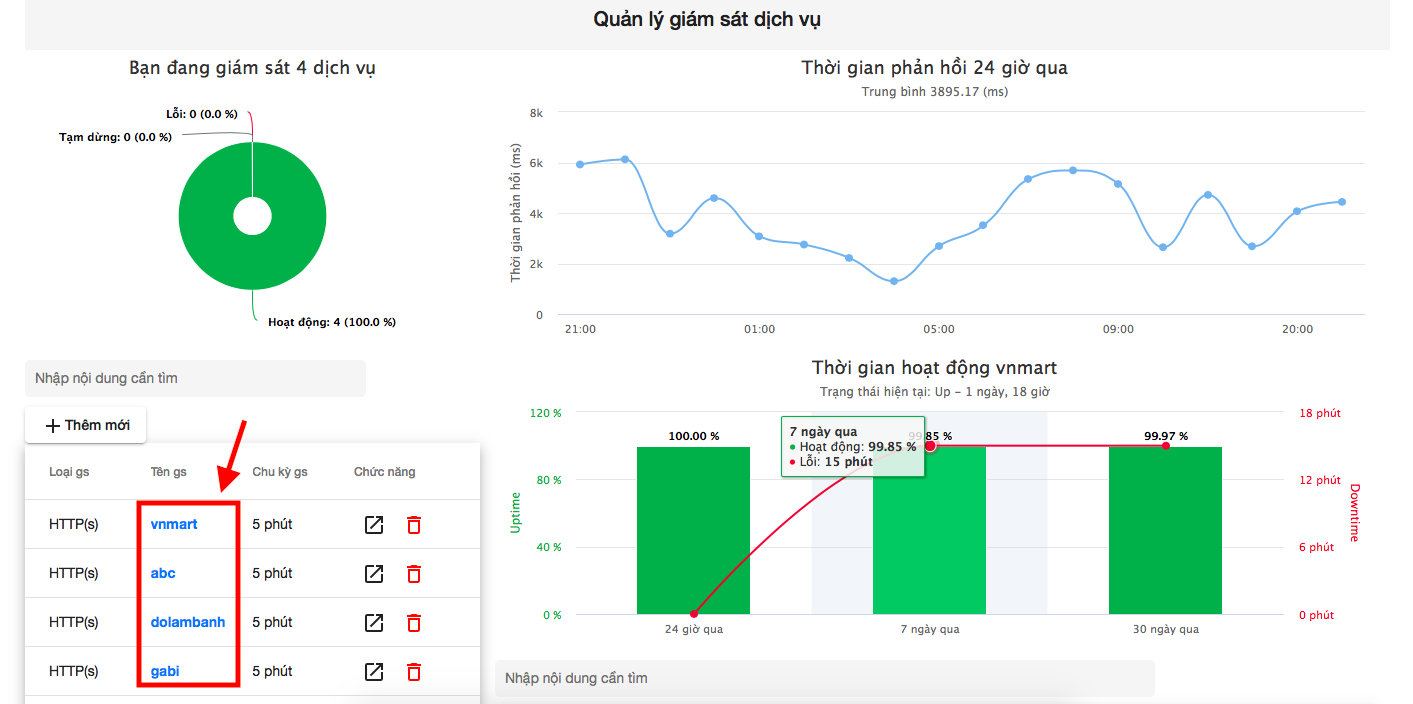 Quản lý giám sát dịch vụ
Bạn đang giám sát 4 dịch vụ
Lỗi: 0 (0.0 %)
Tạm dừng: 0 (0.0 %)
Hoạt động: 4 (100.0 %)
Thời gian phản hồi 24 giờ qua
Trung bình 3895.17 (ms)
Thời gian phản hồi (ms)
8k
6k
4k
2k
0
21:00 01:00 05:00 09:00 20:00
Nhập nội dung cần tìm
+ Thêm mới
Loại gs Tên gs Chu kỳ gs Chức năng
HTTP(s) vnmart 5 phút
HTTP(s) abc 5 phút
HTTP(s) dolambanh 5 phút
HTTP(s) gabi 5 phút
Thời gian hoạt động vnmart
Trạng thái hiện tại: Up – 1 ngày, 18 giờ
Uptime
120 %
80 %
40 %
0 %
100.00 % 99.85 % 99.97 %
7 ngày qua
Hoạt động: 99.85 %
Lỗi: 15 phút
18 phút
12 phút
6 phút
0 phút
Downtime
24 giờ qua 7 ngày qua 30 ngày qua
Nhập nội dung cần tìm